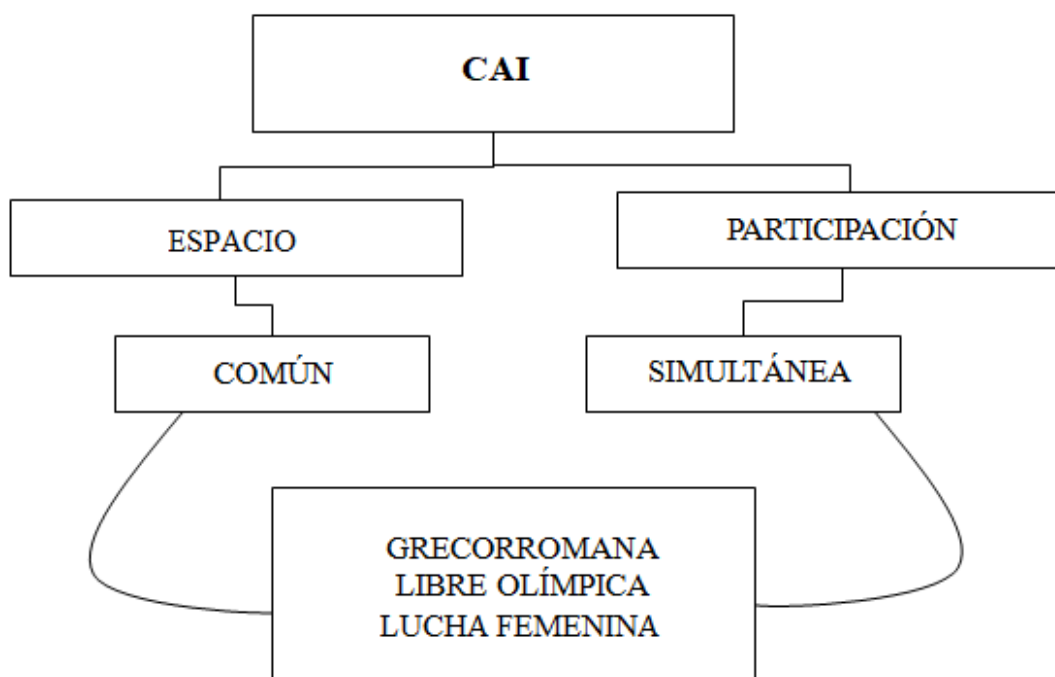 CAI
ESPACIO
PARTICIPACIÓN
COMÚN
SIMULTÁNEA
GRECORROMANA
LIBRE OLÍMPICA
LUCHA FEMENINA